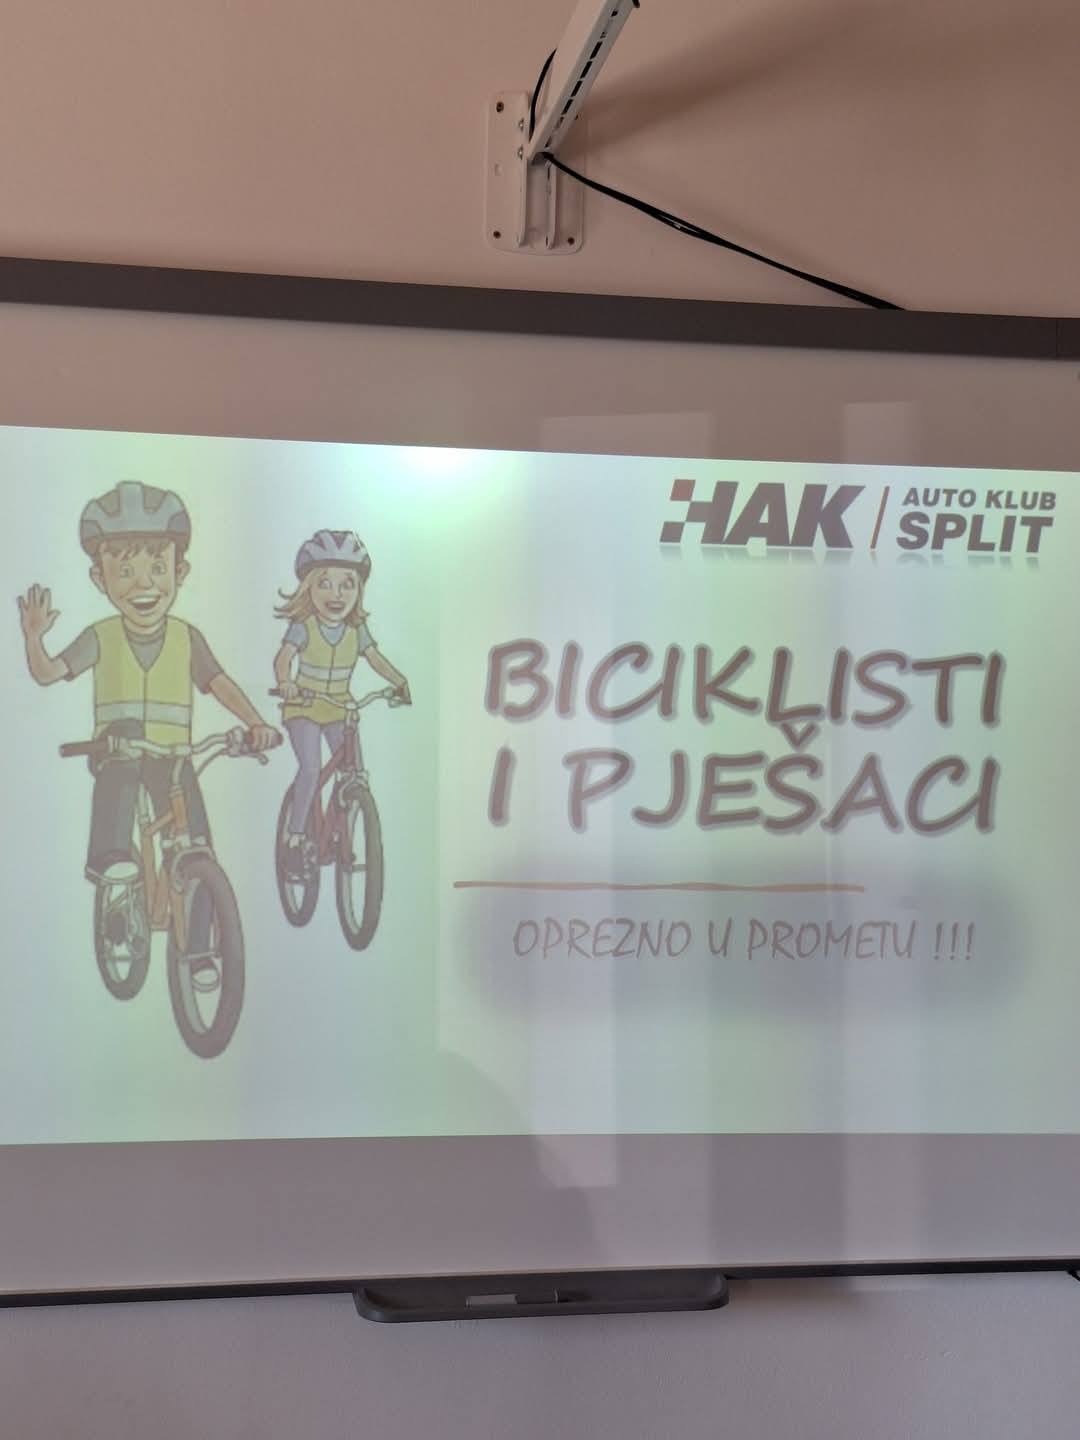 HAK
AUTO KLUB
SPLIT
BICIKLISTI
I PJEŠACI
OPREZNO U PROMETU !!!